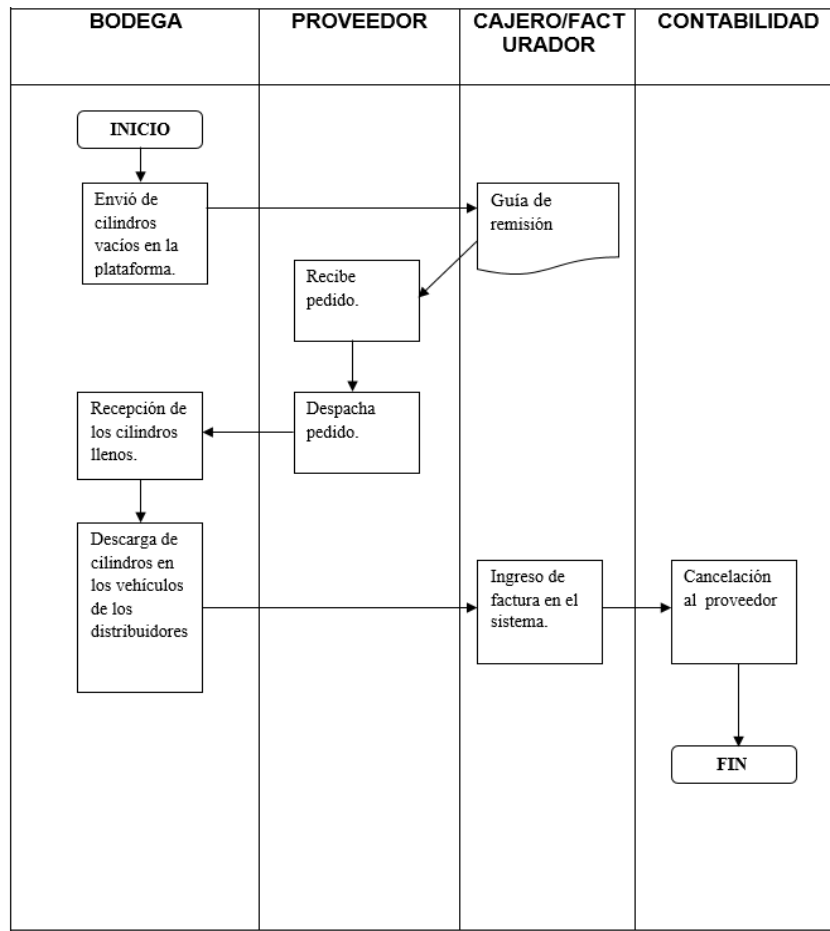 BODEGA
PROVEEDOR
CAJERO/FACT
URADOR
CONTABILIDAD
INICIO
Envió de
cilindros
vacíos en la
plataforma.
Guía de
remisión
Recibe
pedido.
Recepción de
los cilindros
llenos.
Despacha
pedido.
Descarga de
cilindros en
los vehículos
de los
distribuidores
Ingreso de
factura en el
sistema.
Cancelación
al proveedor
FIN